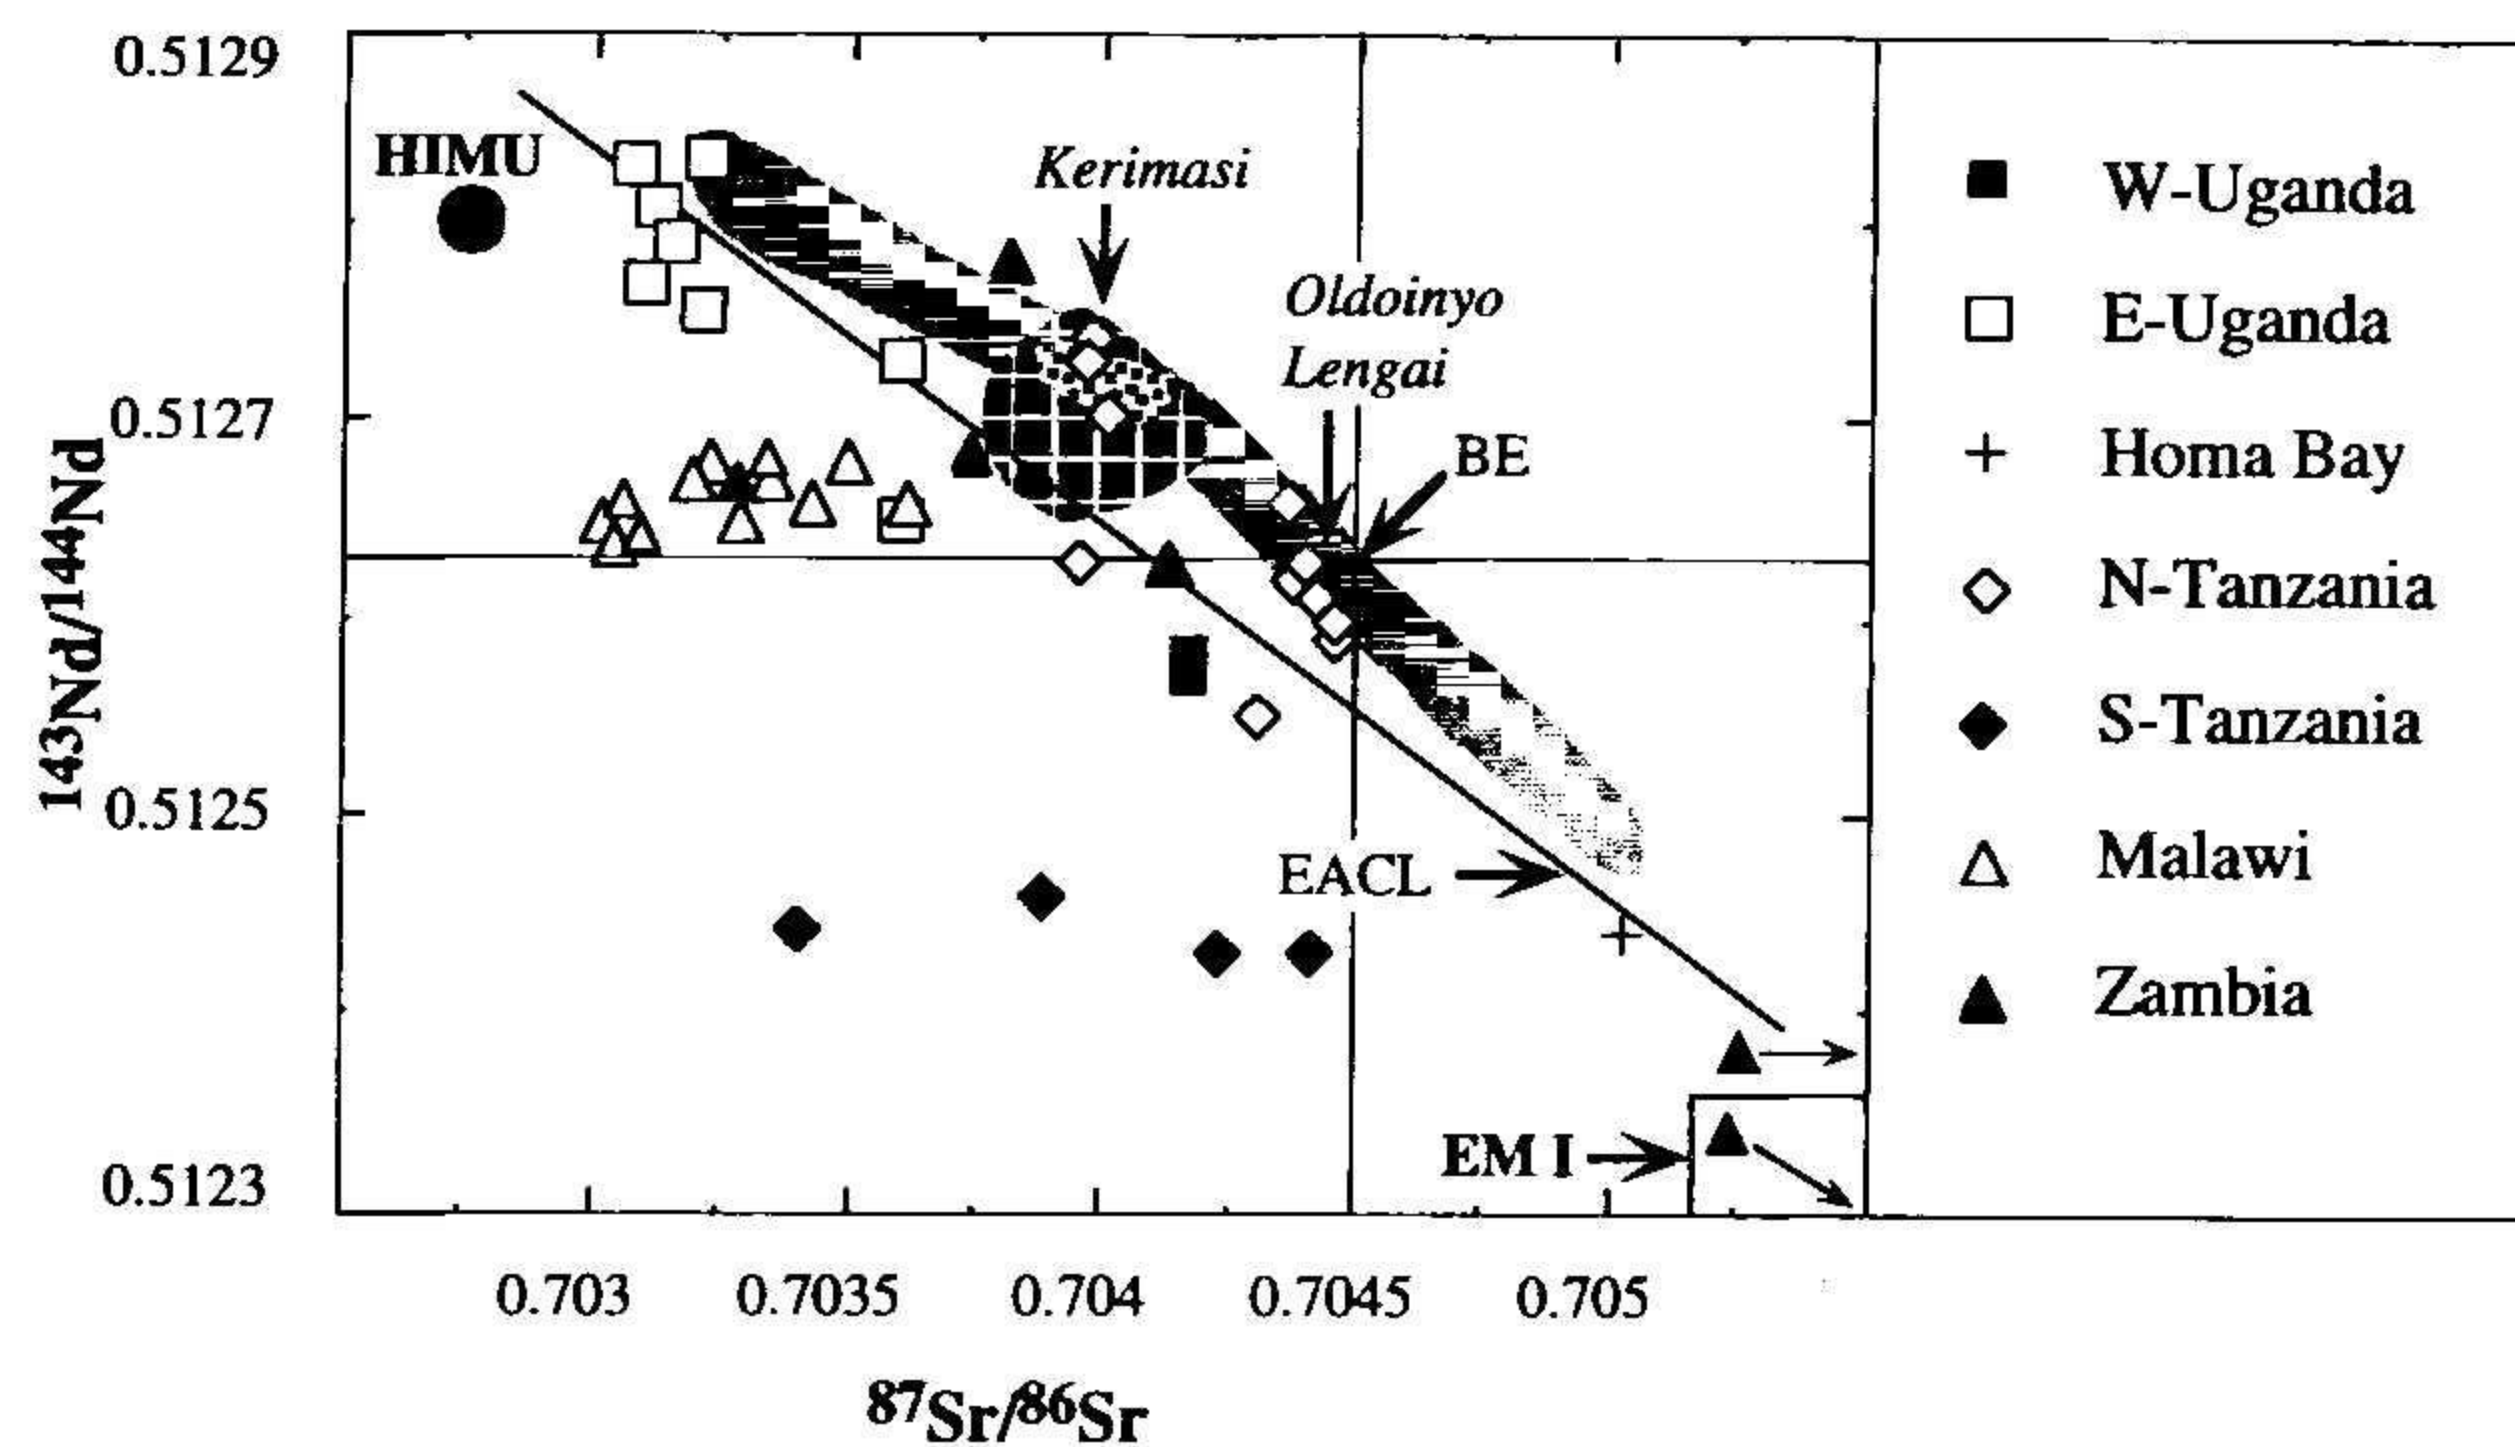 0.5129
0.5127
0.5125
0.5123
143Nd/144Nd
HIMU
Kerimasi
Oldoinyo
Lengai
BE
EACL
EM I
0.703 0.7035 0.704 0.7045 0.705
87Sr/86Sr
W-Uganda
E-Uganda
Homa Bay
N-Tanzania
S-Tanzania
Malawi
Zambia